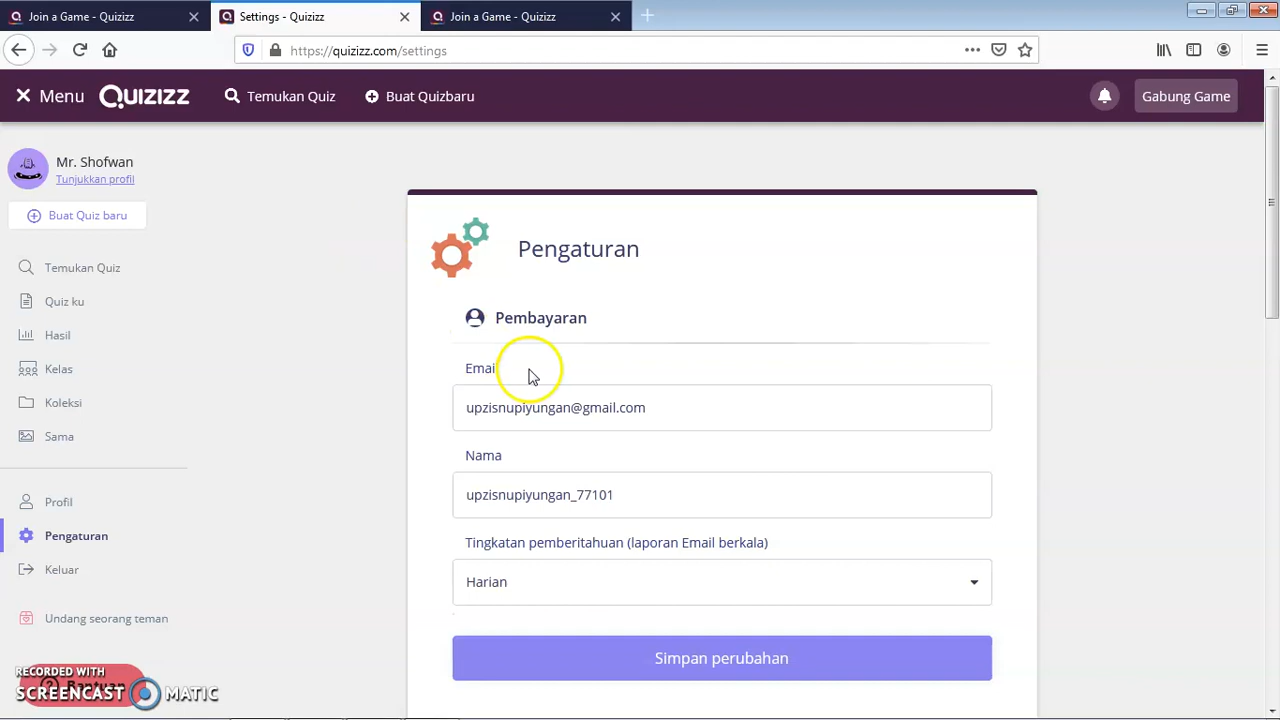 Join a Game - Quizizz
Settings - Quizizz
Join a Game - Quizizz
https://quizizz.com/settings
Menu
QUIZIZZ
Temukan Quiz
Buat Quizbaru
Gabung Game
Mr. Shofwan
Tunjukkan profil
Buat Quiz baru
Temukan Quiz
Quiz ku
Hasil
Kelas
Koleksi
Sama
Profil
Pengaturan
Keluar
Undang seorang teman
Bantuan
Pengaturan
Pembayaran
Email
upzisnupiyungan@gmail.com
Nama
upzisnupiyungan_77101
Tingkatan pemberitahuan (laporan Email berkala)
Harian
Simpan perubahan
RECORDED WITH
SCREENCAST MATIC